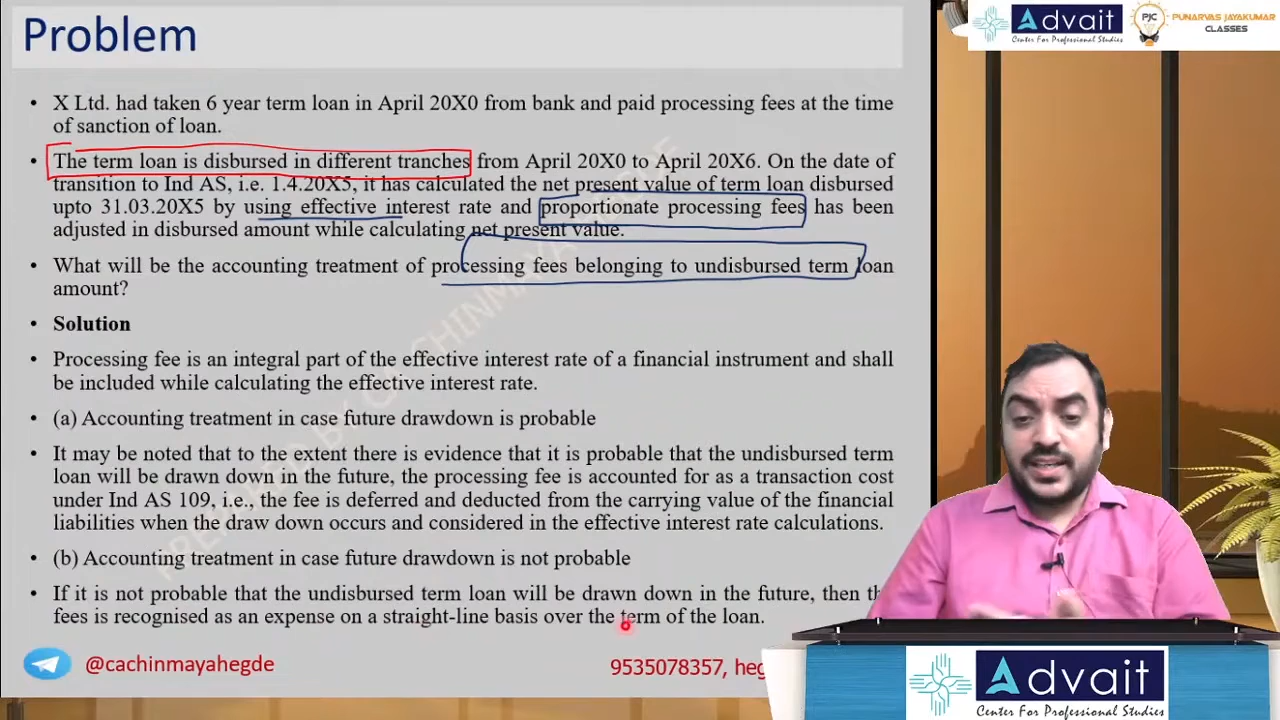 Problem
Advait
Center For Professional Studies
PJC
PUNARVAS JAYAKUMAR
CLASSES
• X Ltd. had taken 6 year term loan in April 20X0 from bank and paid processing fees at the time
of sanction of loan.
• The term loan is disbursed in different tranches from April 20X0 to April 20X6. On the date of
transition to Ind AS, i.e. 1.4.20X5, it has calculated the net present value of term loan disbursed
upto 31.03.20X5 by using effective interest rate and proportionate processing fees has been
adjusted in disbursed amount while calculating net present value.
• What will be the accounting treatment of processing fees belonging to undisbursed term loan
amount?
• Solution
• Processing fee is an integral part of the effective interest rate of a financial instrument and shall
be included while calculating the effective interest rate.
• (a) Accounting treatment in case future drawdown is probable
• It may be noted that to the extent there is evidence that it is probable that the undisbursed term
loan will be drawn down in the future, the processing fee is accounted for as a transaction cost
under Ind AS 109, i.e., the fee is deferred and deducted from the carrying value of the financial
liabilities when the draw down occurs and considered in the effective interest rate calculations.
• (b) Accounting treatment in case future drawdown is not probable
• If it is not probable that the undisbursed term loan will be drawn down in the future, then
fees is recognised as an expense on a straight-line basis over the term of the loan.
@cachinmayahegde
9535078357,
Advait
Center For Professional Studies